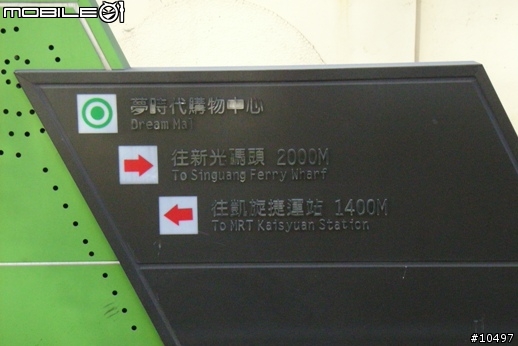 MOBILE01
夢時代購物中心
Dream Mal
往新光碼頭 2000M
To Singuang Ferry Wharf
往凱旋捷運站 1400M
To MRT Kaisyuan Station
#10497